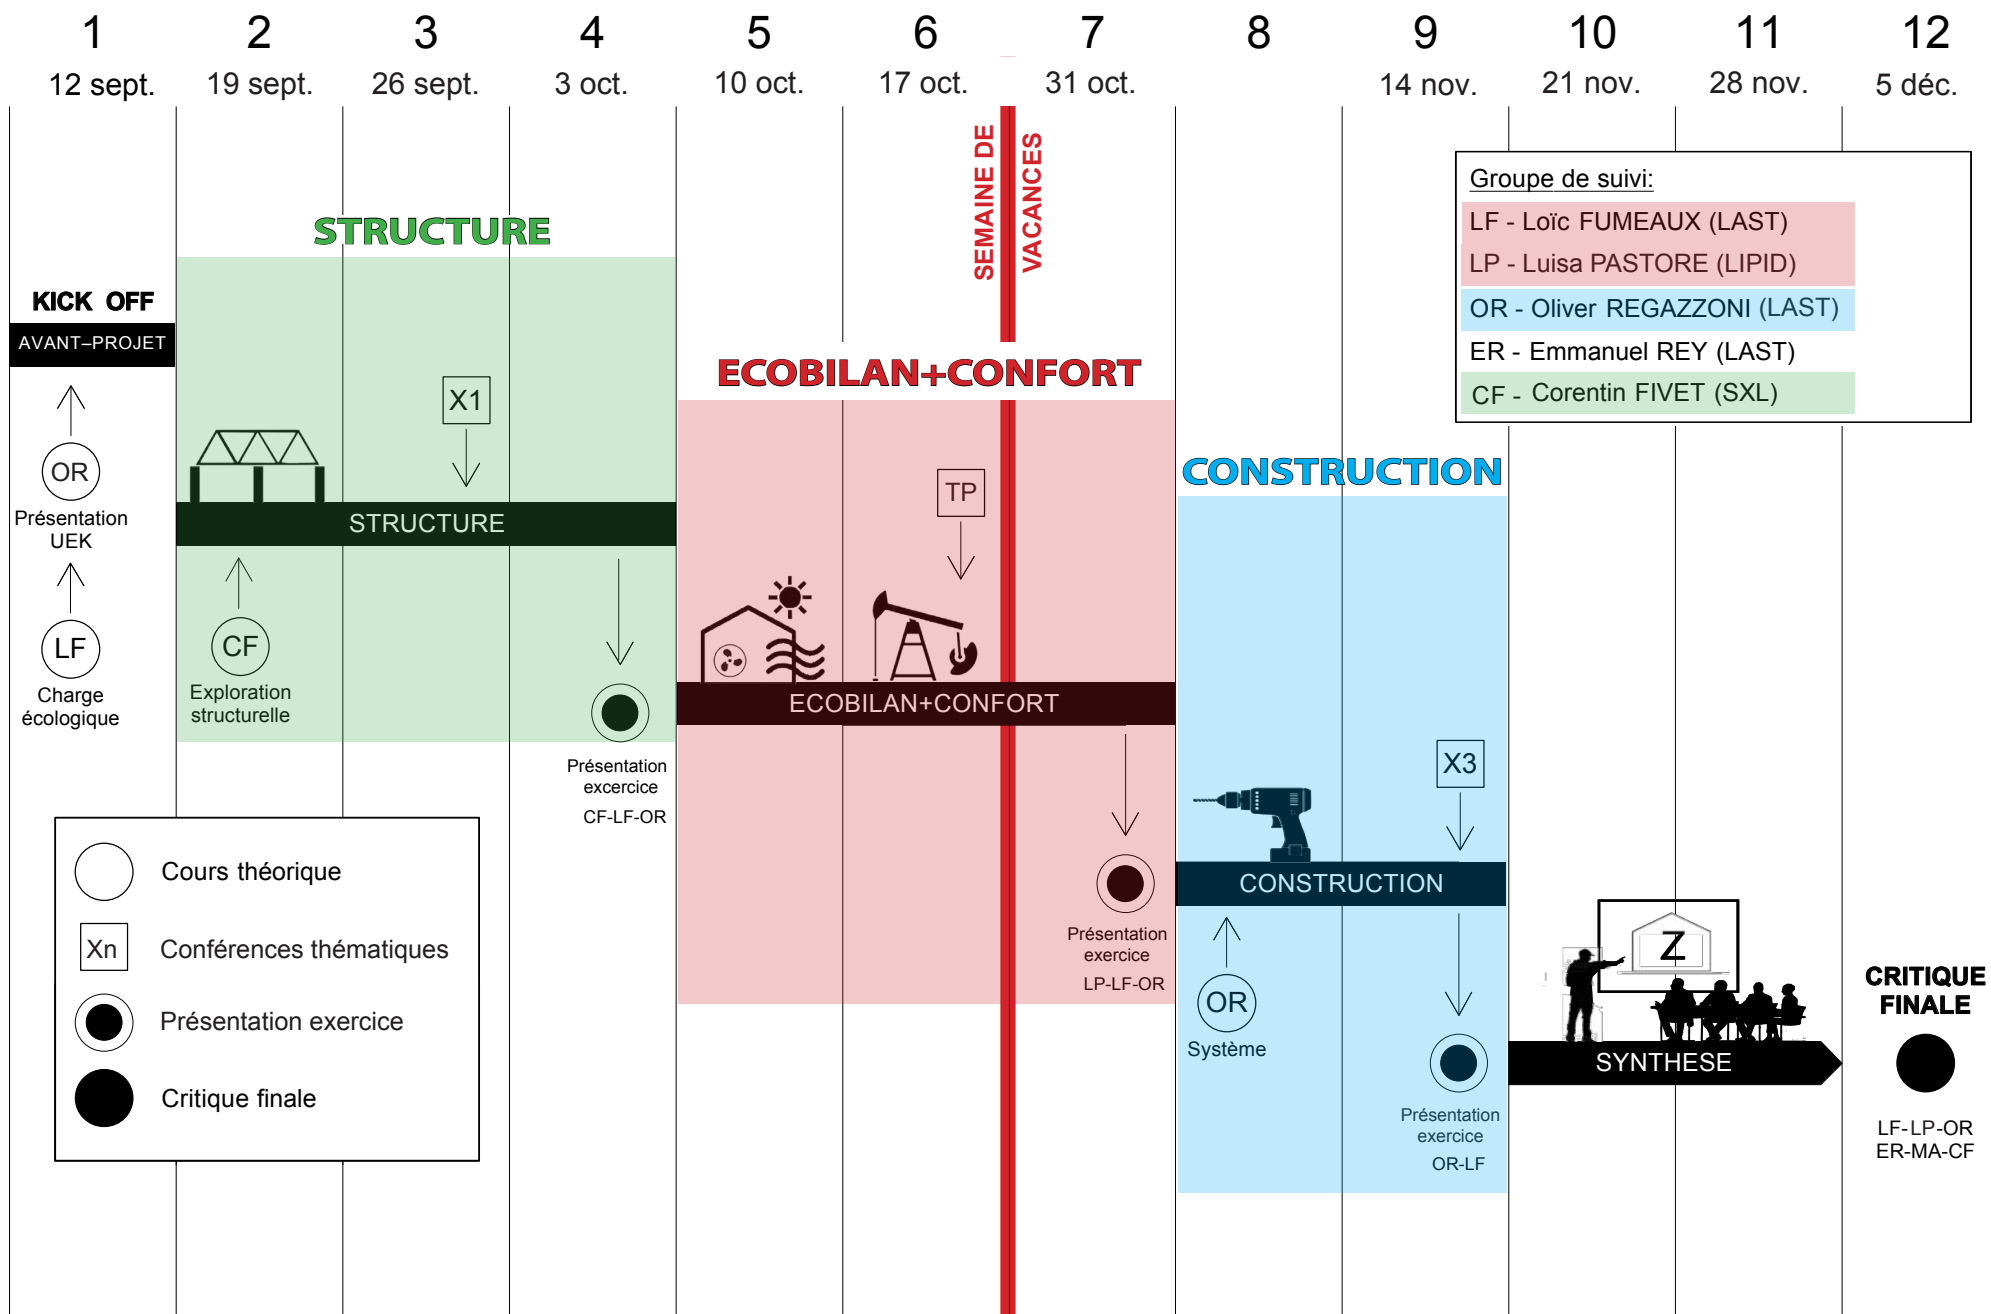 1 2 3 4 5 6 7 8 9 10 11 12
12 sept. 19 sept. 26 sept. 3 oct. 10 oct. 17 oct. 31 oct. 14 nov. 21 nov. 28 nov. 5 déc.
SEMAINE DE
VACANCES
Groupe de suivi:
LF - Loïc FUMEAUX (LAST)
LP - Luisa PASTORE (LIPID)
OR - Oliver REGAZZONI (LAST)
ER - Emmanuel REY (LAST)
CF - Corentin FIVET (SXL)
KICK OFF
AVANT–PROJET
OR
Présentation
UEK
LF
Charge
écologique
STRUCTURE
X1
STRUCTURE
CF
Exploration
structurelle
Présentation
excercice
CF-LF-OR
ECOBILAN+CONFORT
TP
ECOBILAN+CONFORT
Présentation
exercice
LP-LF-OR
CONSTRUCTION
X3
CONSTRUCTION
OR
Système
Présentation
exercice
OR-LF
Z
SYNTHESE
CRITIQUE
FINALE
LF-LP-OR
ER-MA-CF
Cours théorique
Xn Conférences thématiques
Présentation exercice
Critique finale